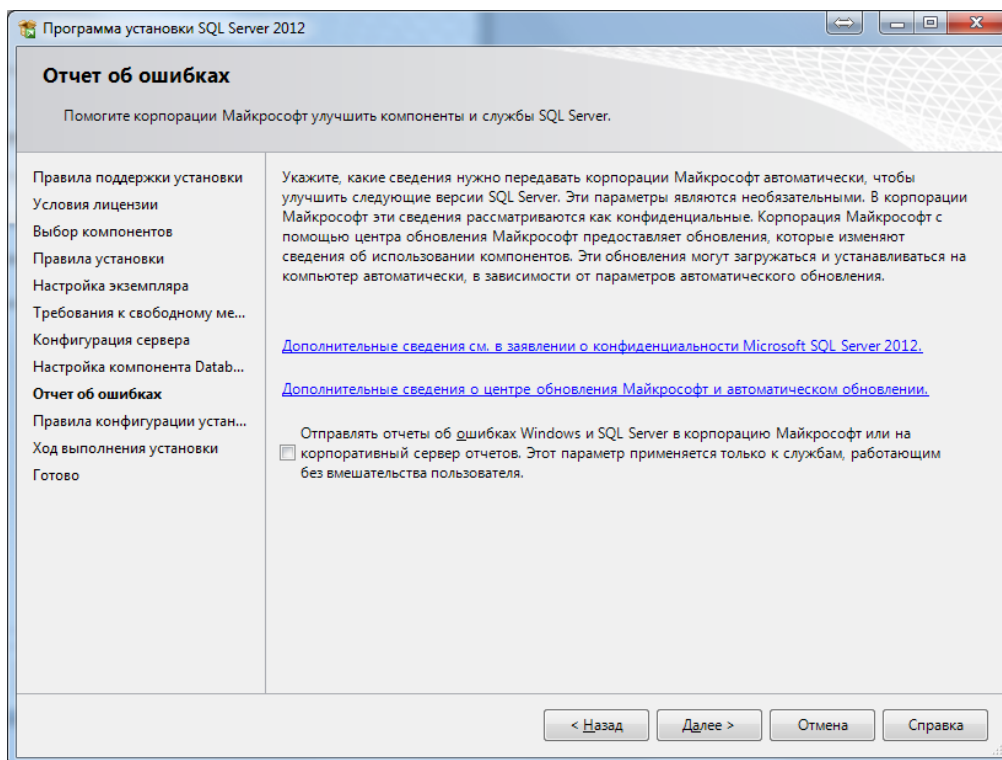 Программа установки SQL Server 2012
Отчет об ошибках
Помогите корпорации Майкрософт улучшить компоненты и службы SQL Server.
Правила поддержки установки
Условия лицензии
Выбор компонентов
Правила установки
Настройка экземпляра
Требования к свободному ме...
Конфигурация сервера
Настройка компонента Datab...
Отчет об ошибках
Правила конфигурации устан...
Ход выполнения установки
Готово
Укажите, какие сведения нужно передавать корпорации Майкрософт автоматически, чтобы
улучшить следующие версии SQL Server. Эти параметры являются необязательными. В корпорации
Майкрософт эти сведения рассматриваются как конфиденциальные. Корпорация Майкрософт с
помощью центра обновления Майкрософт предоставляет обновления, которые изменяют
сведения об использовании компонентов. Эти обновления могут загружаться и устанавливаться на
компьютер автоматически, в зависимости от параметров автоматического обновления.
Дополнительные сведения см. в заявлении о конфиденциальности Microsoft SQL Server 2012.
Дополнительные сведения о центре обновления Майкрософт и автоматическом обновлении.
Отправлять отчеты об ошибках Windows и SQL Server в корпорацию Майкрософт или на
корпоративный сервер отчетов. Этот параметр применяется только к службам, работающим
без вмешательства пользователя.
< Назад
Далее >
Отмена
Справка